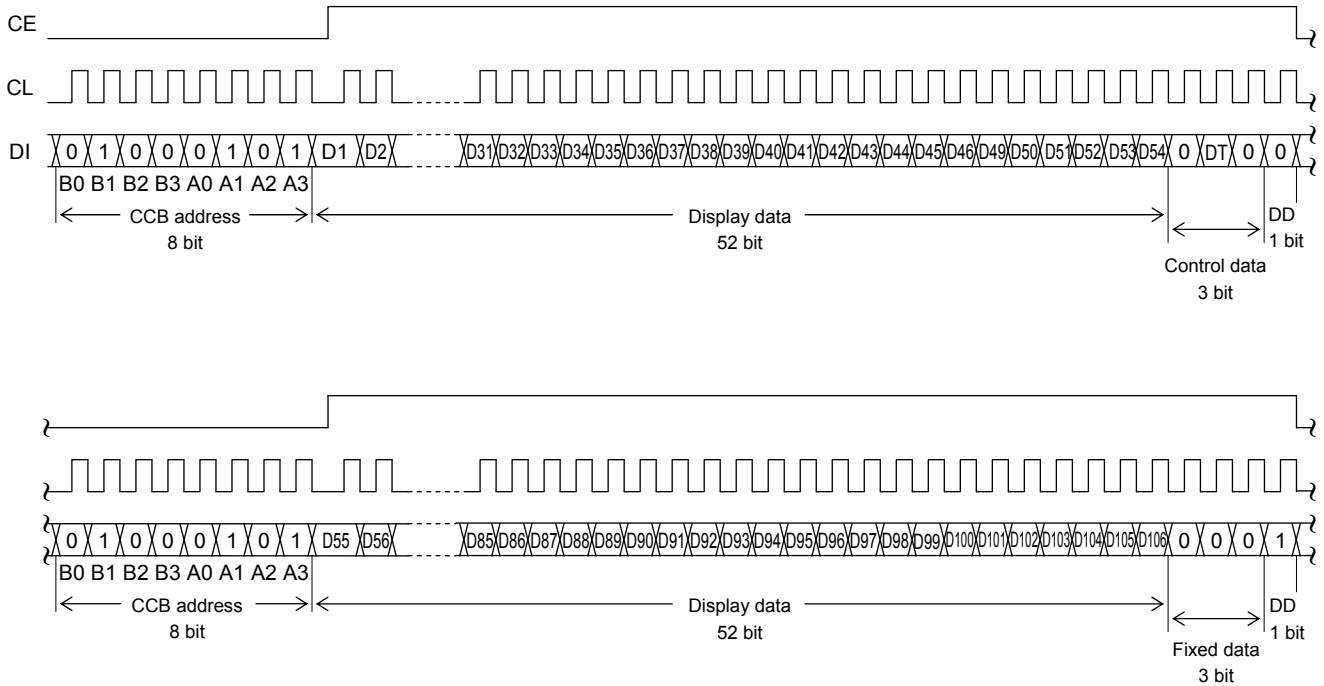 CE
CL
DI 0 1 0 0 0 1 0 1 D1 D2 D31 D32 D33 D34 D35 D36 D37 D38 D39 D40 D41 D42 D43 D44 D45 D46 D49 D50 D51 D52 D53 D54 0 DT 0 0
B0 B1 B2 B3 A0 A1 A2 A3
CCB address Display data DD
8 bit 52 bit 1 bit
Control data
3 bit
0 1 0 0 0 1 0 1 D55 D56 D85 D86 D87 D88 D89 D90 D91 D92 D93 D94 D95 D96 D97 D98 D99 D100 D101 D102 D103 D104 D105 D106 0 0 0 1
B0 B1 B2 B3 A0 A1 A2 A3
CCB address Display data DD
8 bit 52 bit 1 bit
Fixed data
3 bit